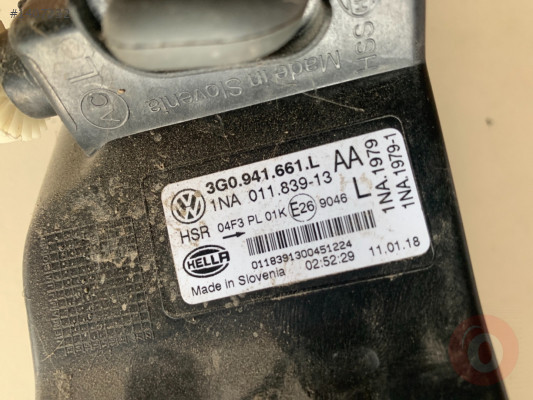 Made in Slovenia
HSS
3G0.941.661.L AA
1NA 011.839-13 L
HSR 04F3 PL 01K E26 9046
1NA.1979
1NA.1979-1
HELLA
0118391300451224
Made in Slovenia 02:52:29 11.01.18